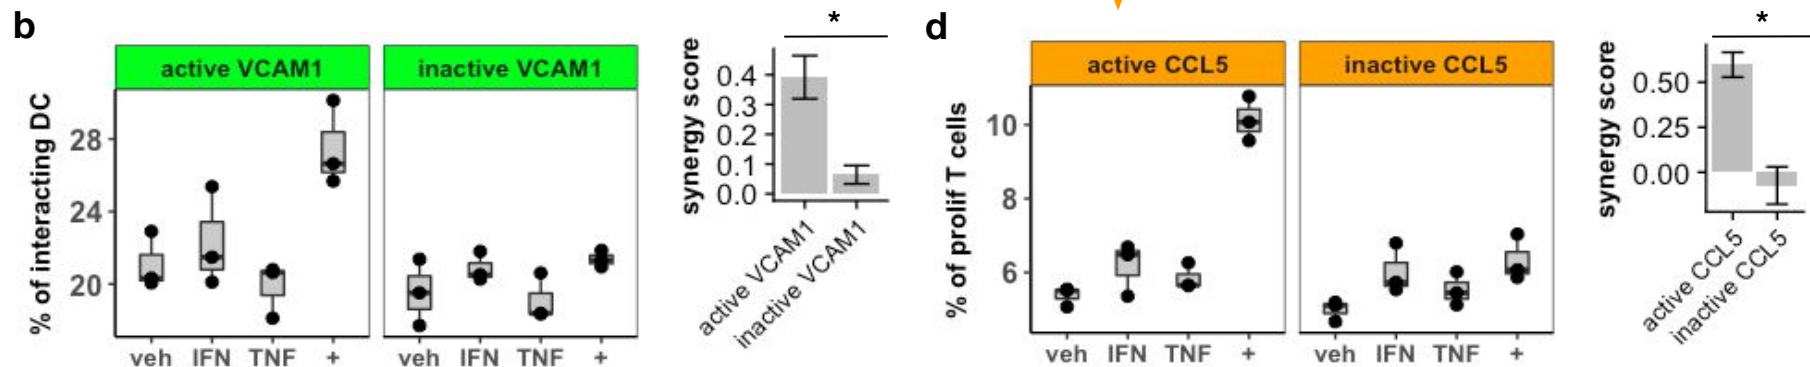 b
active VCAM1
inactive VCAM1
% of interacting DC
28
24
20
veh IFN TNF +
veh IFN TNF +
*
synergy score
0.4
0.3
0.2
0.1
0.0
active VCAM1
inactive VCAM1
d
active CCL5
inactive CCL5
% of prolif T cells
10
8
6
veh IFN TNF +
veh IFN TNF +
*
synergy score
0.50
0.25
0.00
active CCL5
inactive CCL5